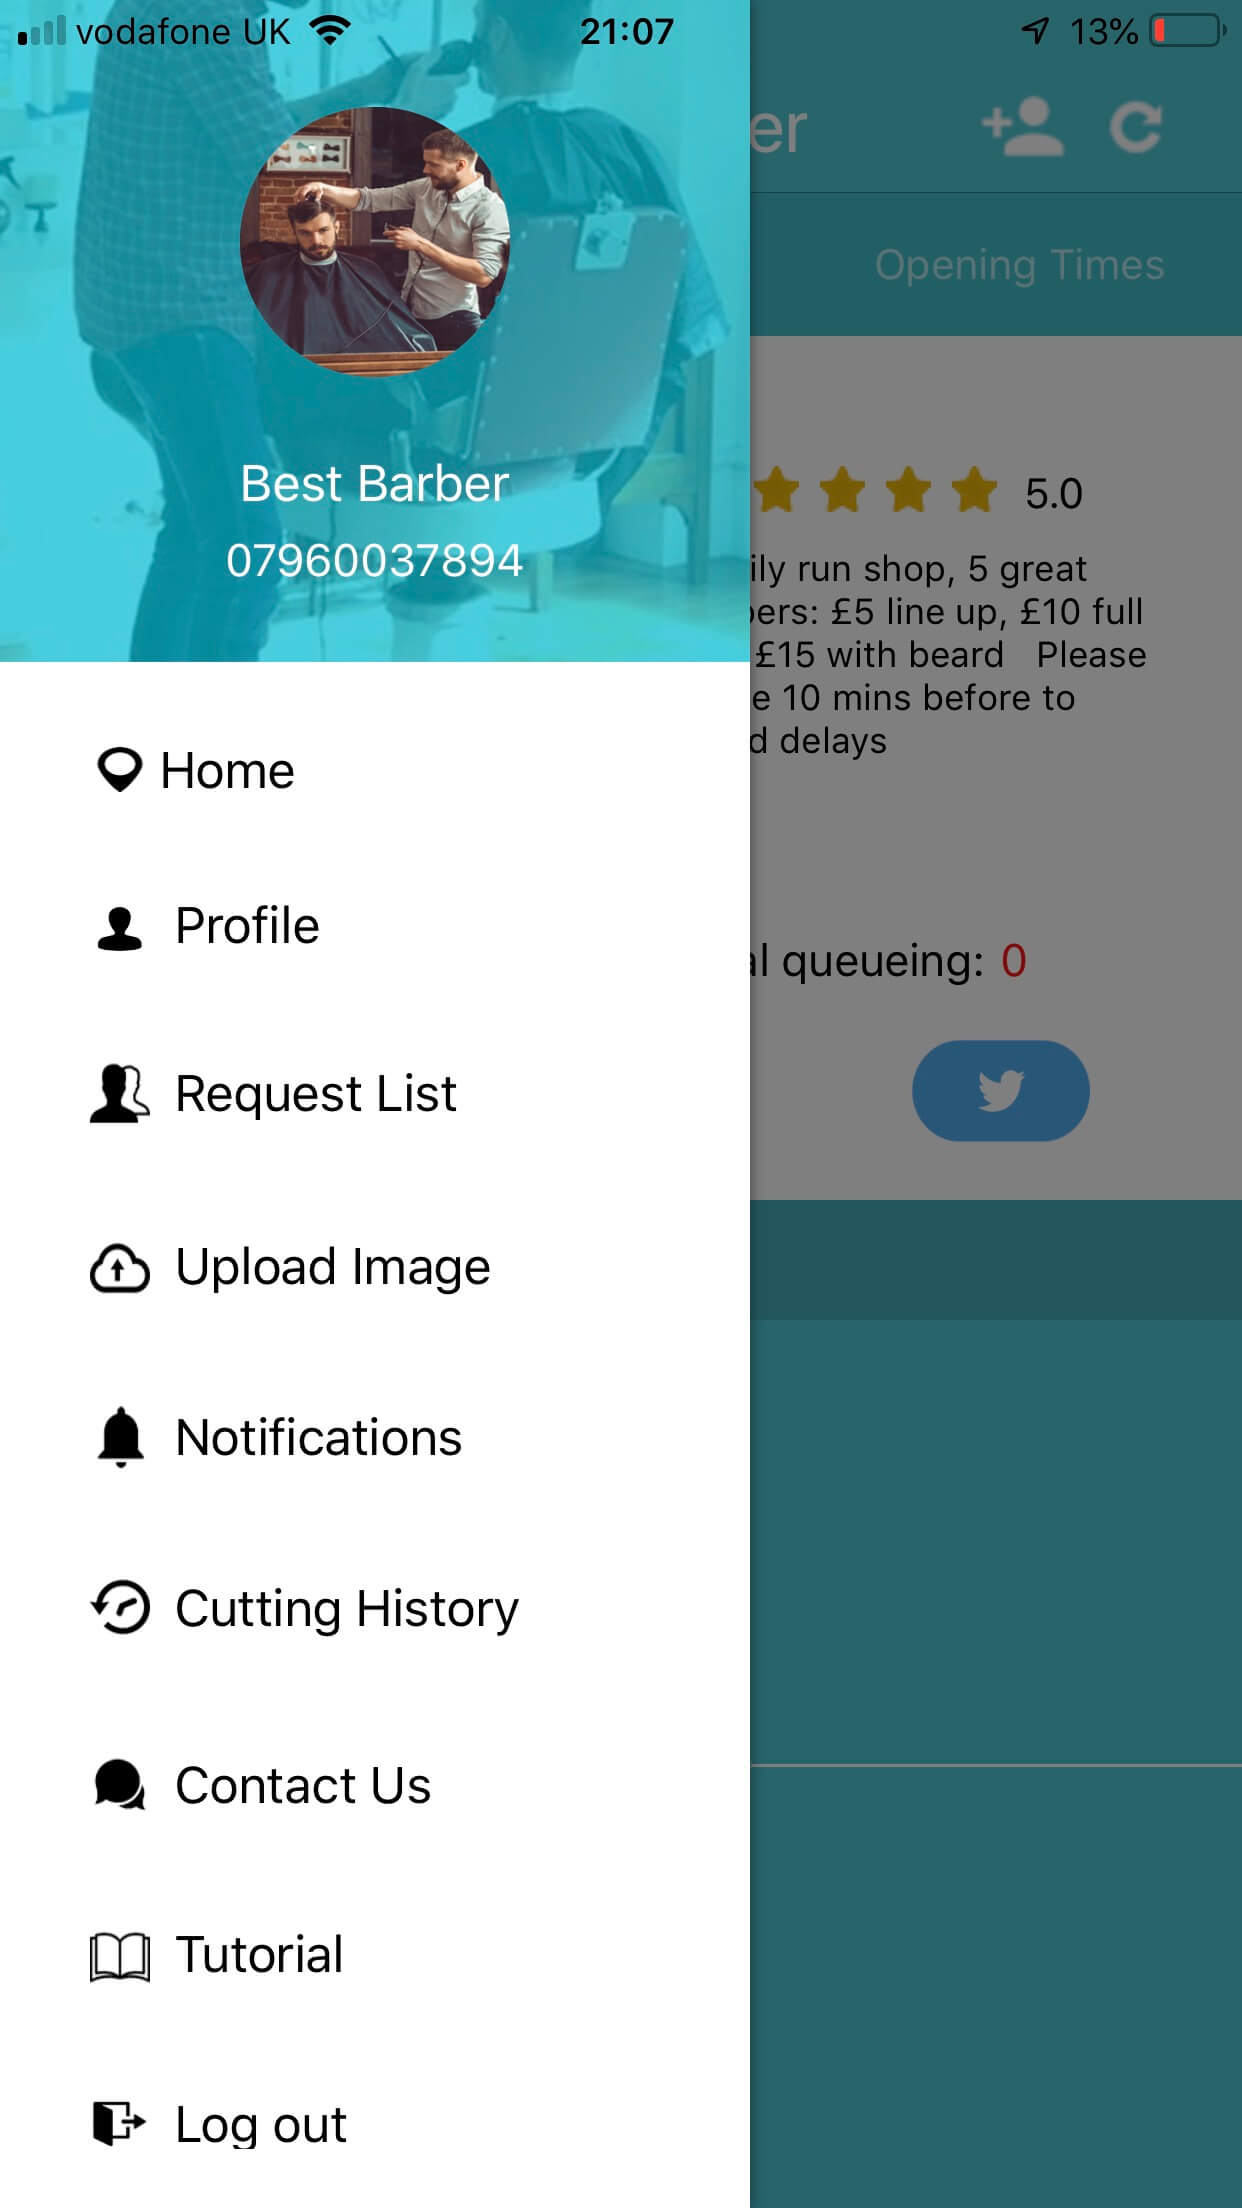 vodafone UK 21:07 13%
er
Opening Times
Best Barber
07960037894
5.0
ily run shop, 5 great
pers: £5 line up, £10 full
£15 with beard Please
e 10 mins before to
d delays
al queueing: 0
Home
Profile
Request List
Upload Image
Notifications
Cutting History
Contact Us
Tutorial
Log out